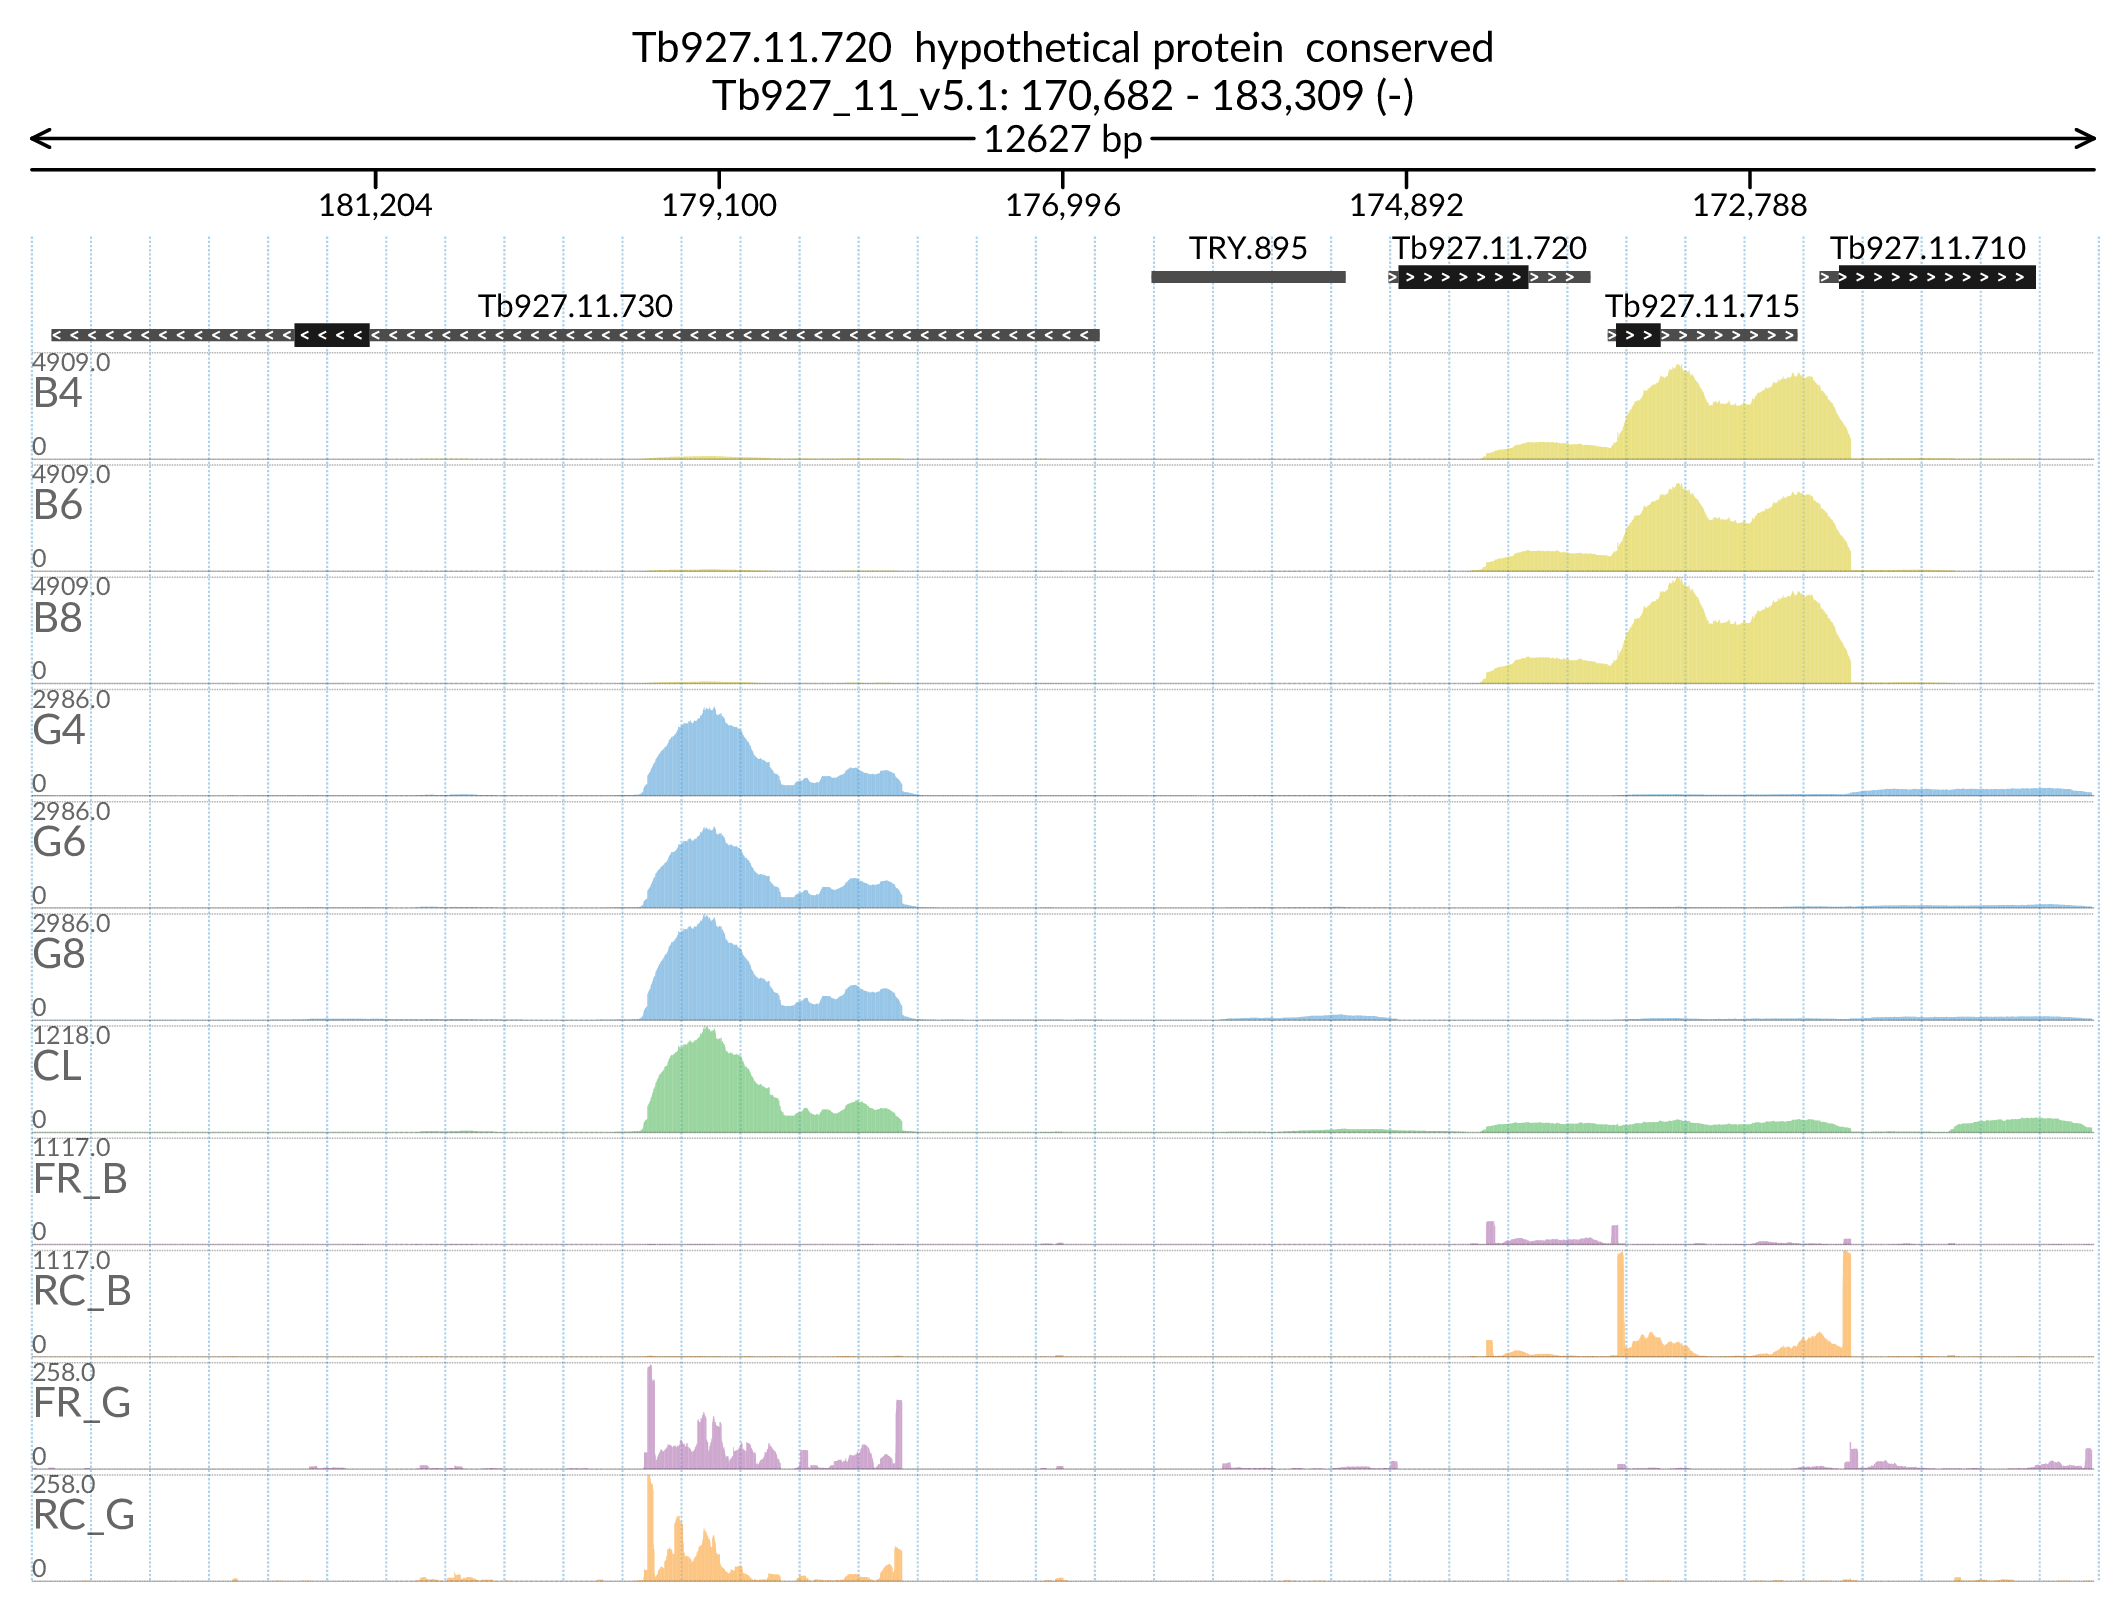 Tb927.11.720  hypothetical protein  conserved
Tb927_11_v5.1: 170,682 - 183,309 (-)
12627 bp
181,204 179,100 176,996 174,892 172,788
TRY.895 Tb927.11.720 Tb927.11.710
Tb927.11.730 Tb927.11.715
4909.0
B4
0
4909.0
B6
0
4909.0
B8
0
2986.0
G4
0
2986.0
G6
0
2986.0
G8
0
1218.0
CL
0
1117.0
FR_B
0
1117.0
RC_B
0
258.0
FR_G
0
258.0
RC_G
0